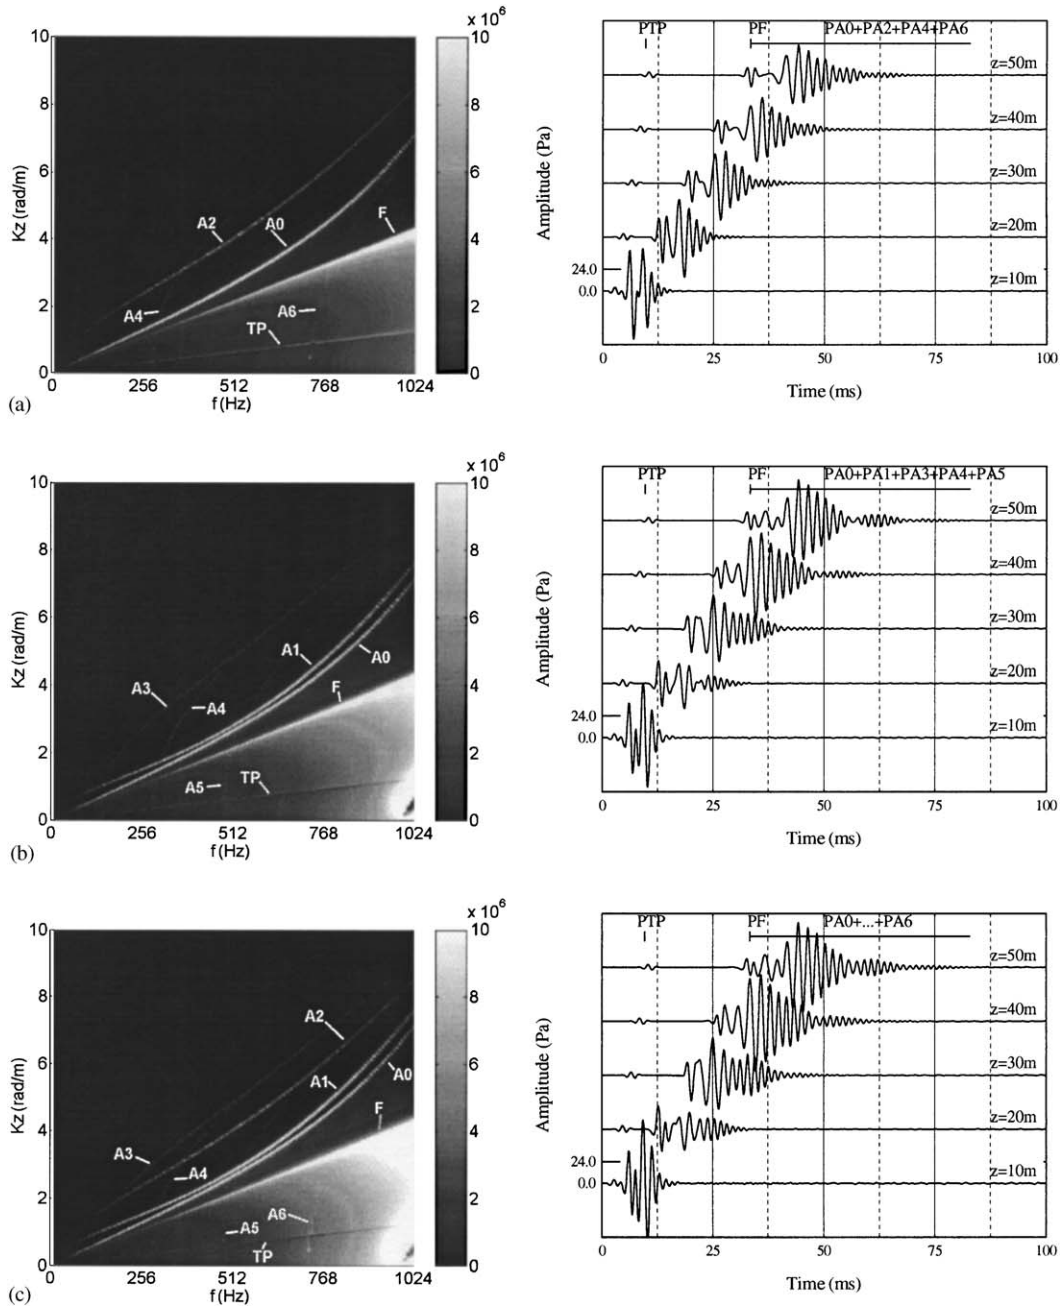 x 10⁶
10
8
6
4
2
0
Kz (rad/m)
A2
A0
F
A4
A6
TP
0
256
512
768
1024
f (Hz)
10
8
6
4
2
0
(a)
PTP
PF
PA0+PA2+PA4+PA6
z=50m
z=40m
z=30m
z=20m
z=10m
24.0
0.0
Amplitude (Pa)
0
25
50
75
100
Time (ms)
x 10⁶
10
8
6
4
2
0
Kz (rad/m)
A1
A0
A3
A4
F
A5
TP
0
256
512
768
1024
f (Hz)
10
8
6
4
2
0
(b)
PTP
PF
PA0+PA1+PA3+PA4+PA5
z=50m
z=40m
z=30m
z=20m
z=10m
24.0
0.0
Amplitude (Pa)
0
25
50
75
100
Time (ms)
x 10⁶
10
8
6
4
2
0
Kz (rad/m)
A2
A1
A0
F
A3
A4
A6
A5
TP
0
256
512
768
1024
f (Hz)
10
8
6
4
2
0
(c)
PTP
PF
PA0+...+PA6
z=50m
z=40m
z=30m
z=20m
z=10m
24.0
0.0
Amplitude (Pa)
0
25
50
75
100
Time (ms)